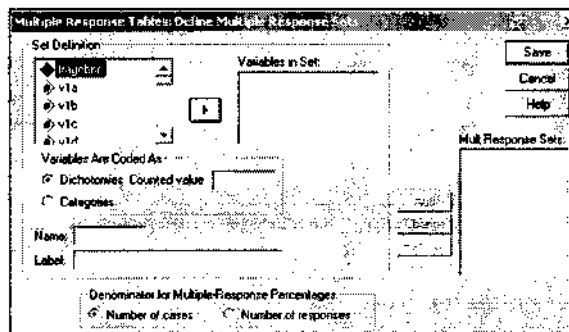 Multiple Response Tables: Define Multiple Response Sets
Set Definition
Variables in Set:
Save
Cancel
Help
v1a
v1b
v1c
v1d
Mult Response Sets:
Variables Are Coded As
Dichotomies Counted value
Categories
Name:
Label:
Denominator for Multiple-Response Percentages
Number of cases
Number of responses